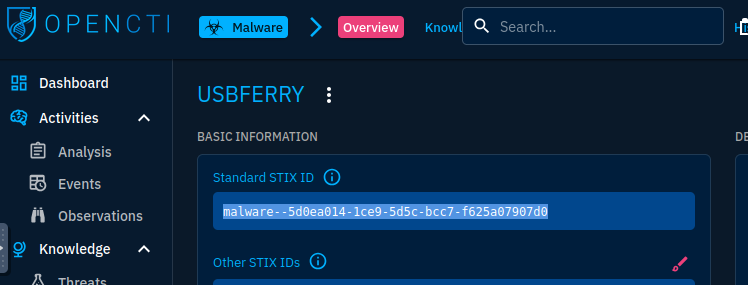 OPENCTI
Malware
Overview
Knowl
Search...
Dashboard
Activities
Analysis
Events
Observations
Knowledge
Threats
USBFERRY
BASIC INFORMATION
DE
Standard STIX ID
malware--5d0ea014-1ce9-5d5c-bcc7-f625a07907d0
Other STIX IDs